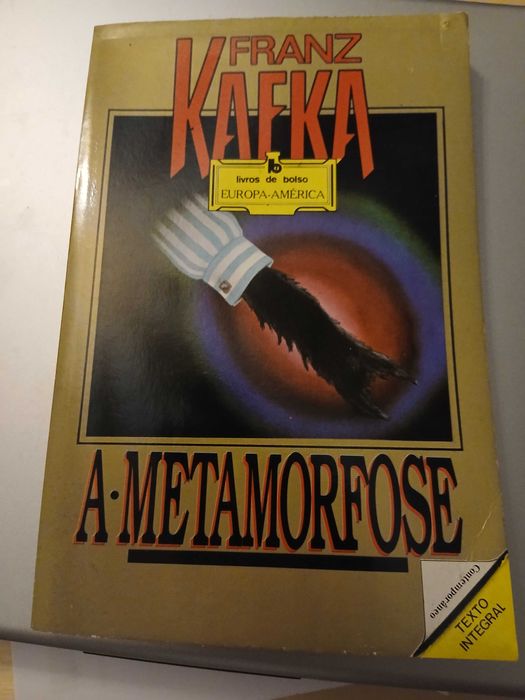 FRANZ
KAFKA
livros de bolso
EUROPA-AMÉRICA
A·METAMORFOSE
Contemporâneo
TEXTO
INTEGRAL